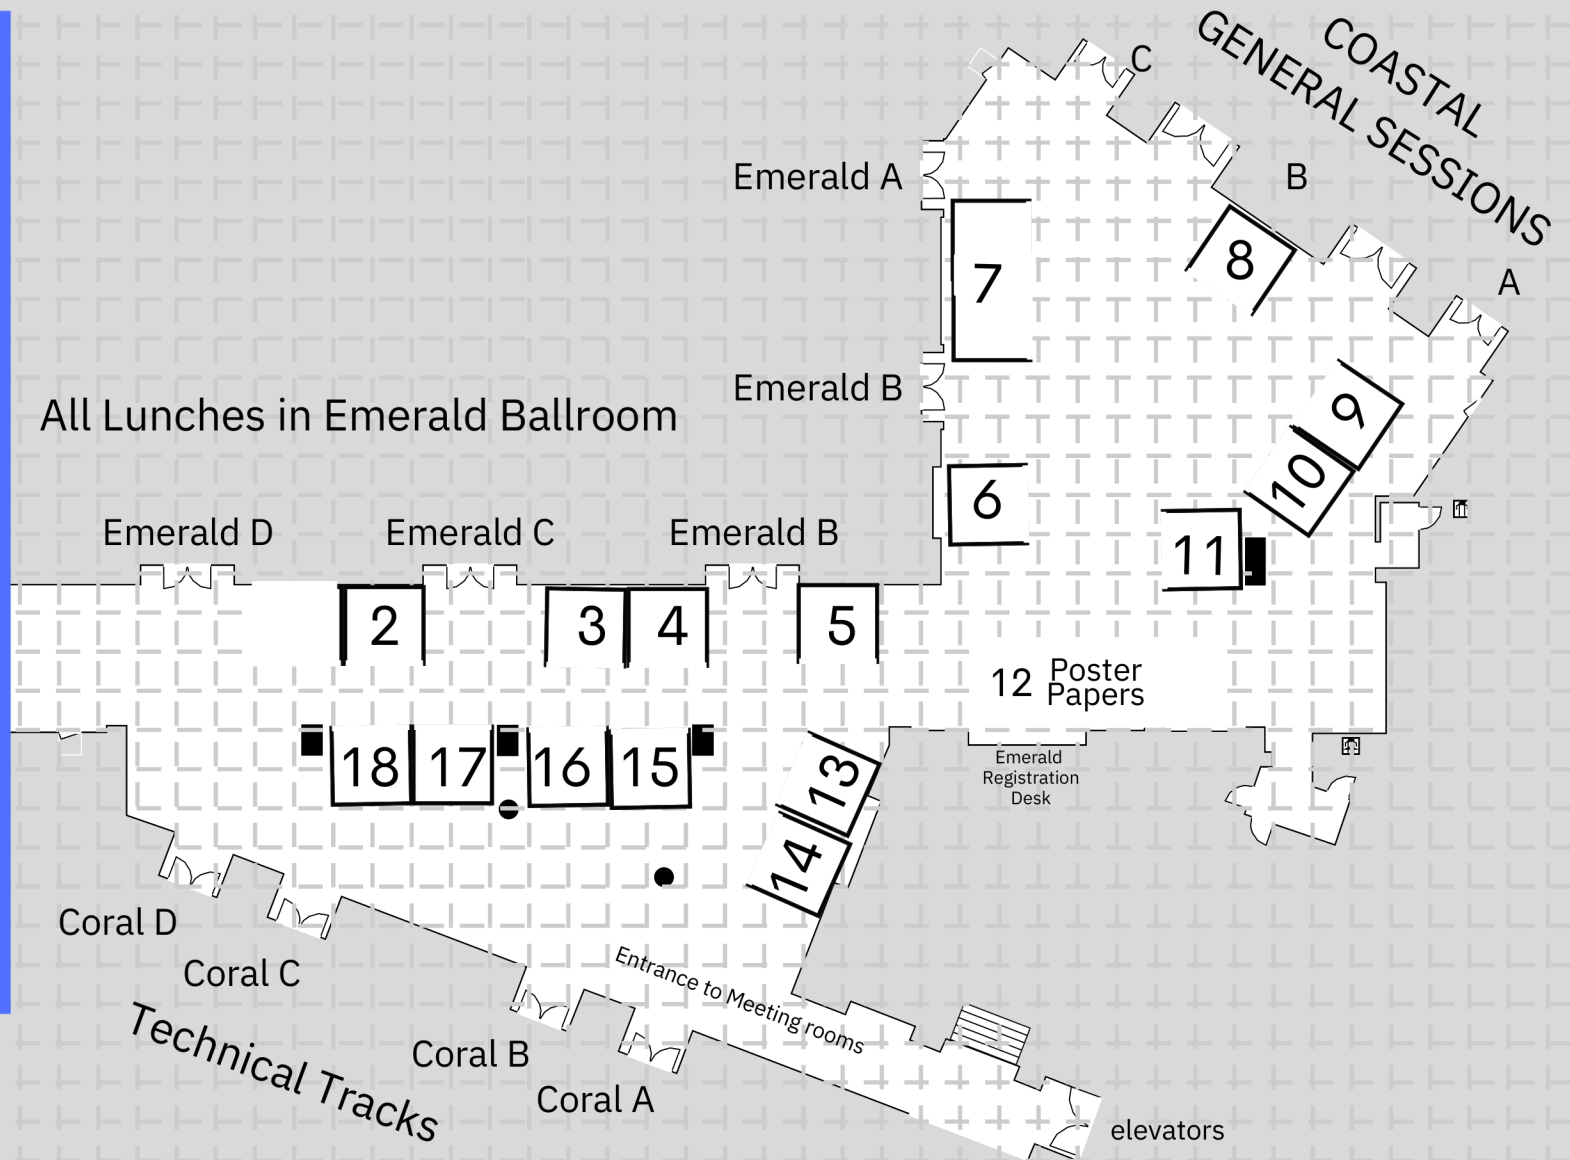 COASTAL
GENERAL SESSIONS
C
B
A
Emerald A
7
8
Emerald B
9
All Lunches in Emerald Ballroom
10
6
Emerald D
Emerald C
Emerald B
11
2
3
4
5
12
Poster
Papers
18
17
16
15
13
Emerald
Registration
Desk
14
Coral D
Coral C
Entrance to Meeting rooms
Technical Tracks
Coral B
Coral A
elevators